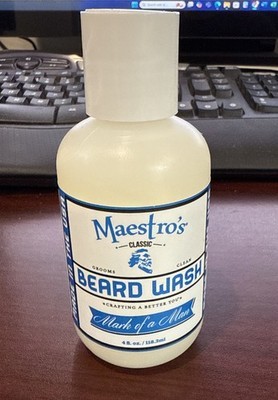 Maestro's
CLASSIC
GROOMS CLEAN
BEARD WASH
CRAFTING A BETTER YOU
Mark of a Man
4 fl. oz. / 118.3ml